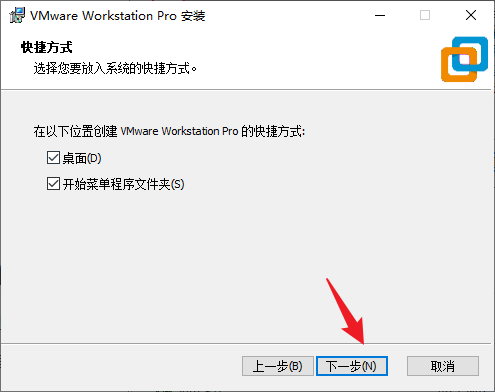 VMware Workstation Pro 安装
快捷方式
选择您要放入系统的快捷方式。
在以下位置创建 VMware Workstation Pro 的快捷方式:
桌面(D)
开始菜单程序文件夹(S)
上一步(B) 下一步(N) 取消